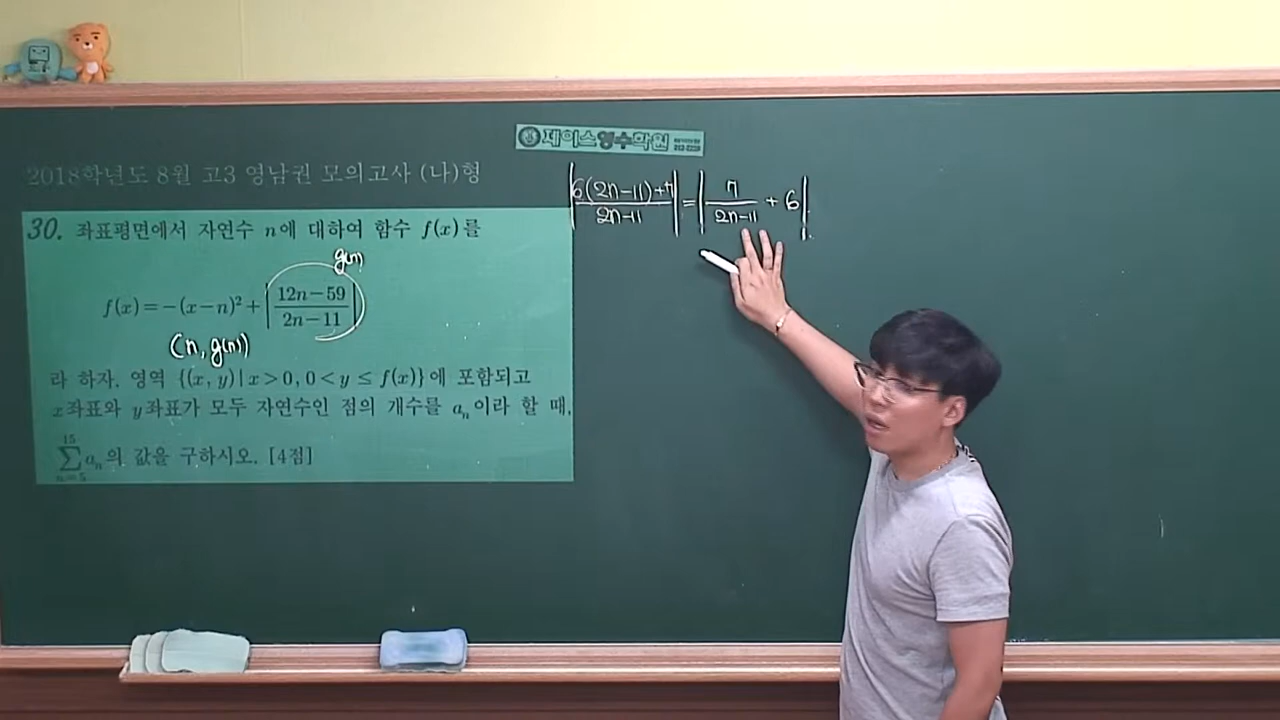 제이스영수학원
2018학년도 8월 고3 영남권 모의고사 (나)형
30. 좌표평면에서 자연수 n에 대하여 함수 f(x)를
g(n)
f(x)=-(x-n)²+|12n-59/2n-11|
(n, g(n))
라 하자. 영역 {(x, y)|x>0, 0<y≤f(x)}에 포함되고
x좌표와 y좌표가 모두 자연수인 점의 개수를 aₙ이라 할 때,
15
∑aₙ의 값을 구하시오. [4점]
n=5
|6(2n-11)+7/2n-11|=|7/2n-11+6|